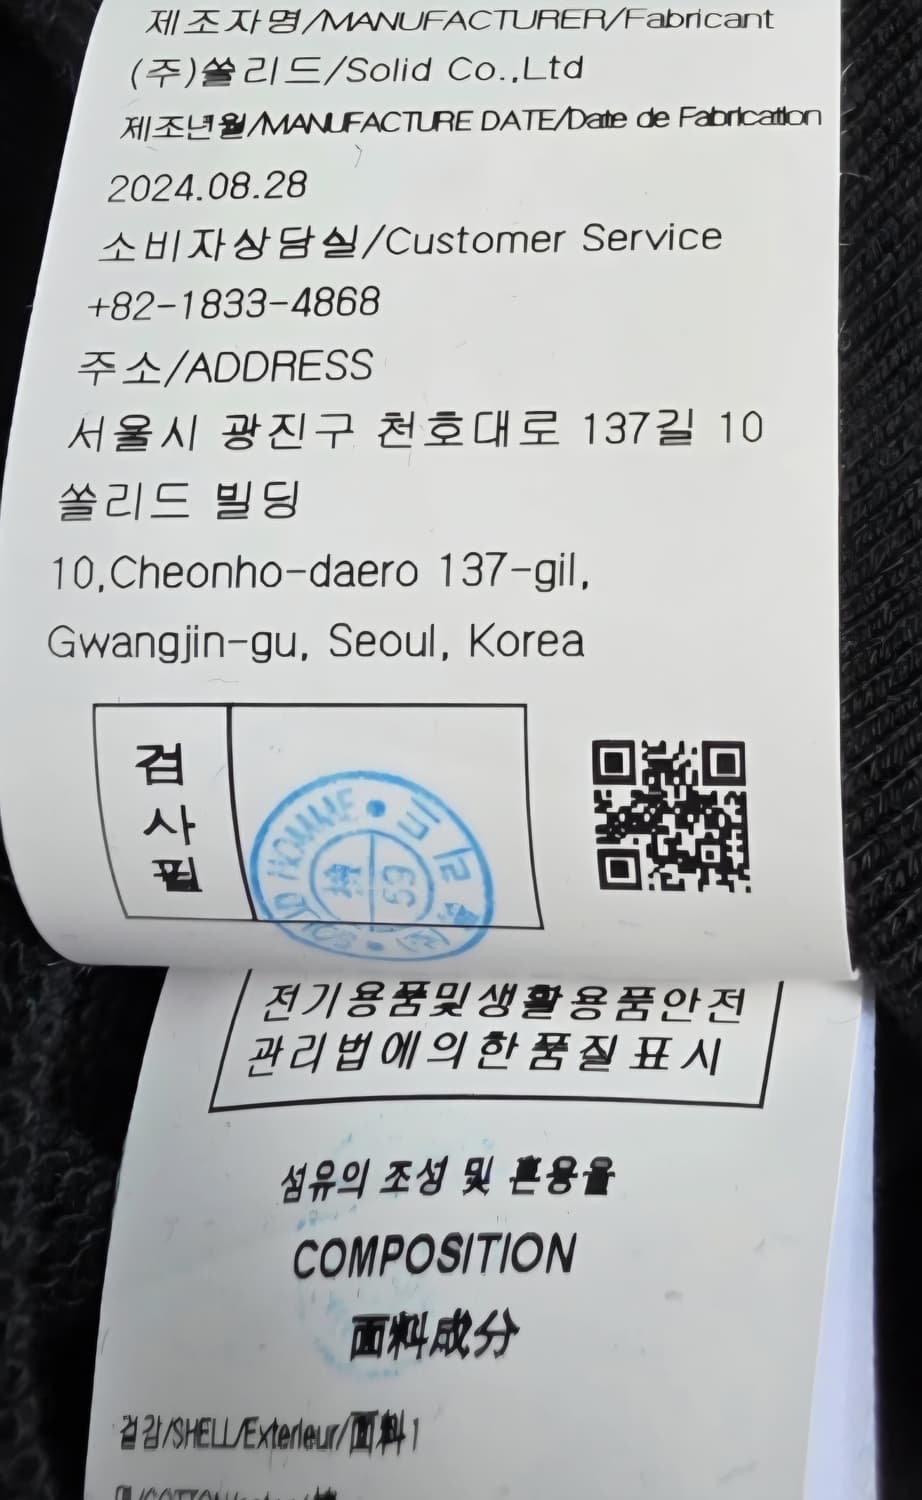 제조자명/MANUFACTURER/Fabricant
(주)쏠리드/Solid Co.,Ltd
제조년월/MANUFACTURE DATE/Date de Fabrication
2024.08.28
소비자상담실/Customer Service
+82-1833-4868
주소/ADDRESS
서울시 광진구 천호대로 137길 10
쏠리드 빌딩
10,Cheonho-daero 137-gil,
Gwangjin-gu, Seoul, Korea
검
사
필
SOLID HOMME
59
전기용품및생활용품안전
관리법에의한품질표시
섬유의 조성 및 혼용율
COMPOSITION
面料成分
겉감/SHELL/Exterieur/面料1